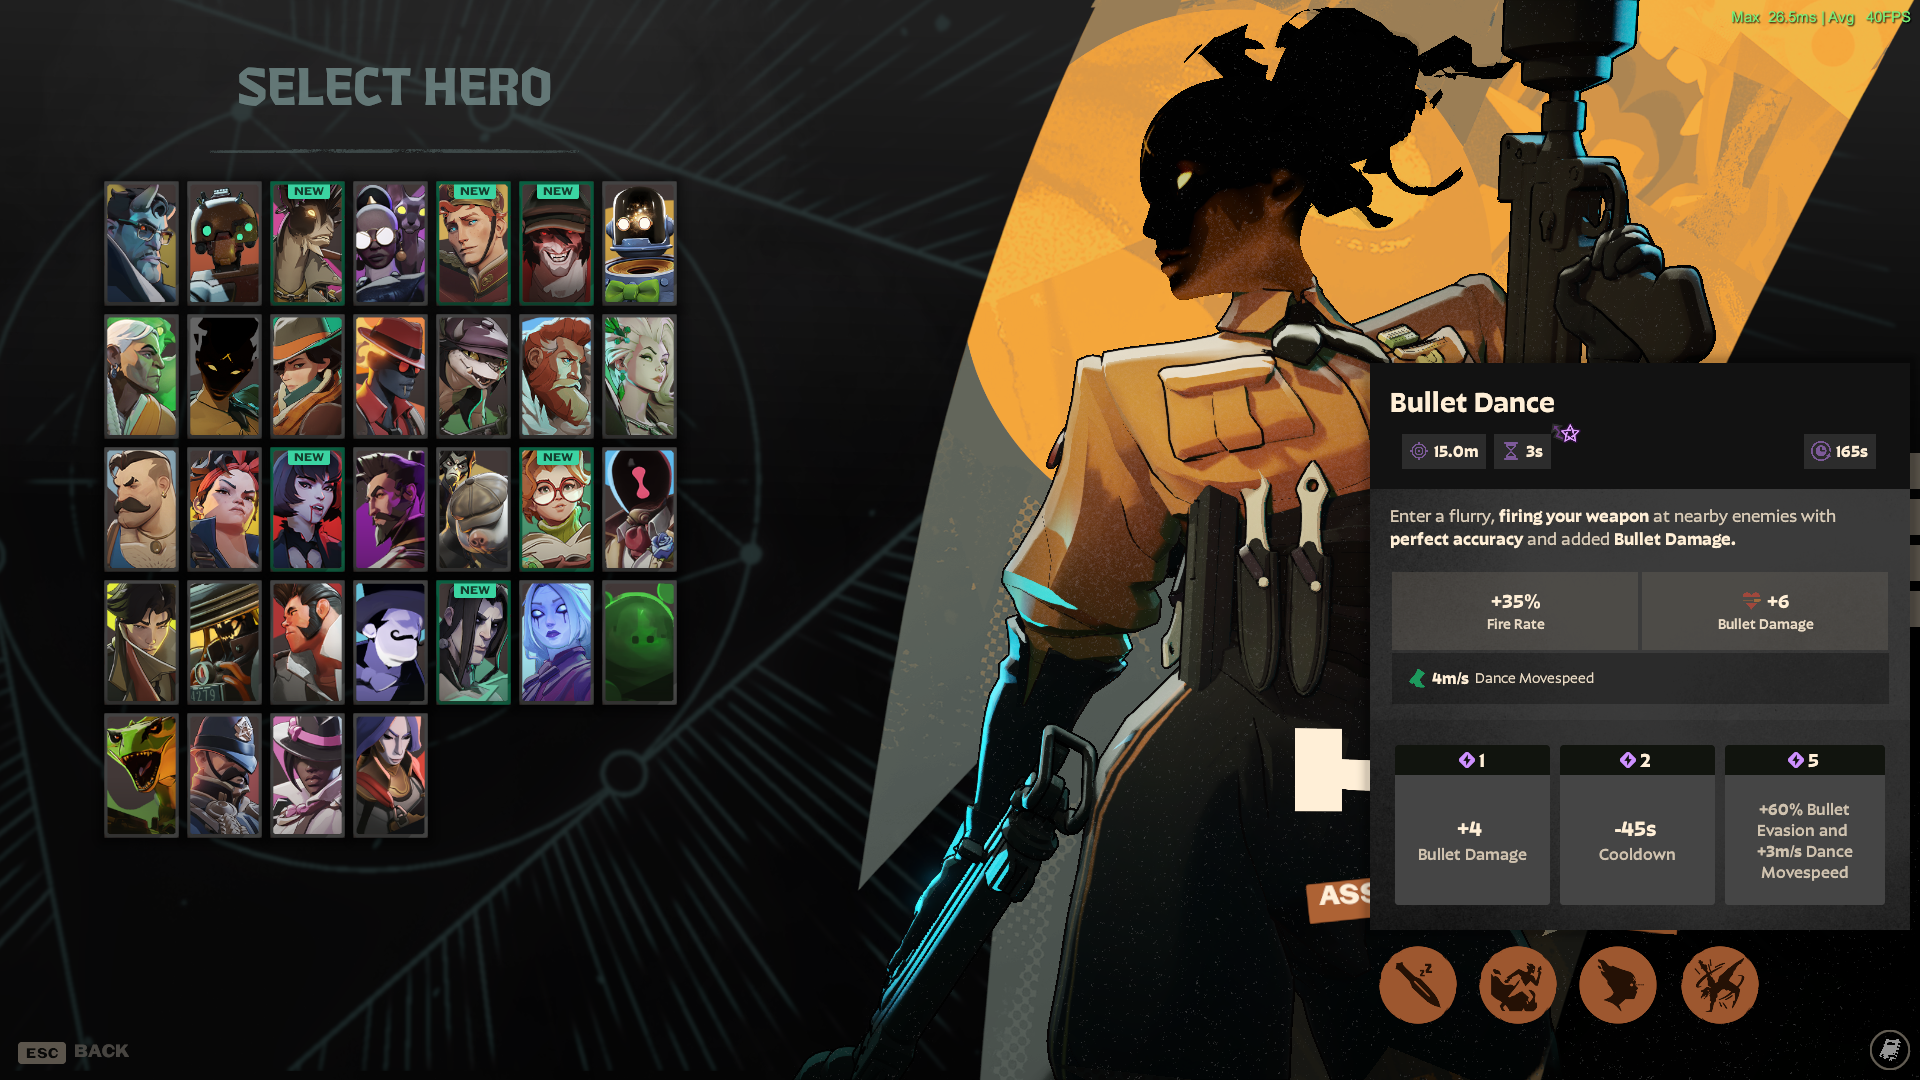 Max 26.5ms | Avg 40FPS
SELECT HERO
NEW
NEW
NEW
NEW
NEW
NEW
4279
Bullet Dance
15.0m
3s
165s
Enter a flurry, firing your weapon at nearby enemies with
perfect accuracy and added Bullet Damage.
+35%
Fire Rate
+6
Bullet Damage
4m/s Dance Movespeed
1
2
5
+4
Bullet Damage
-45s
Cooldown
+60% Bullet
Evasion and
+3m/s Dance
Movespeed
ASS
zZ
ESC BACK